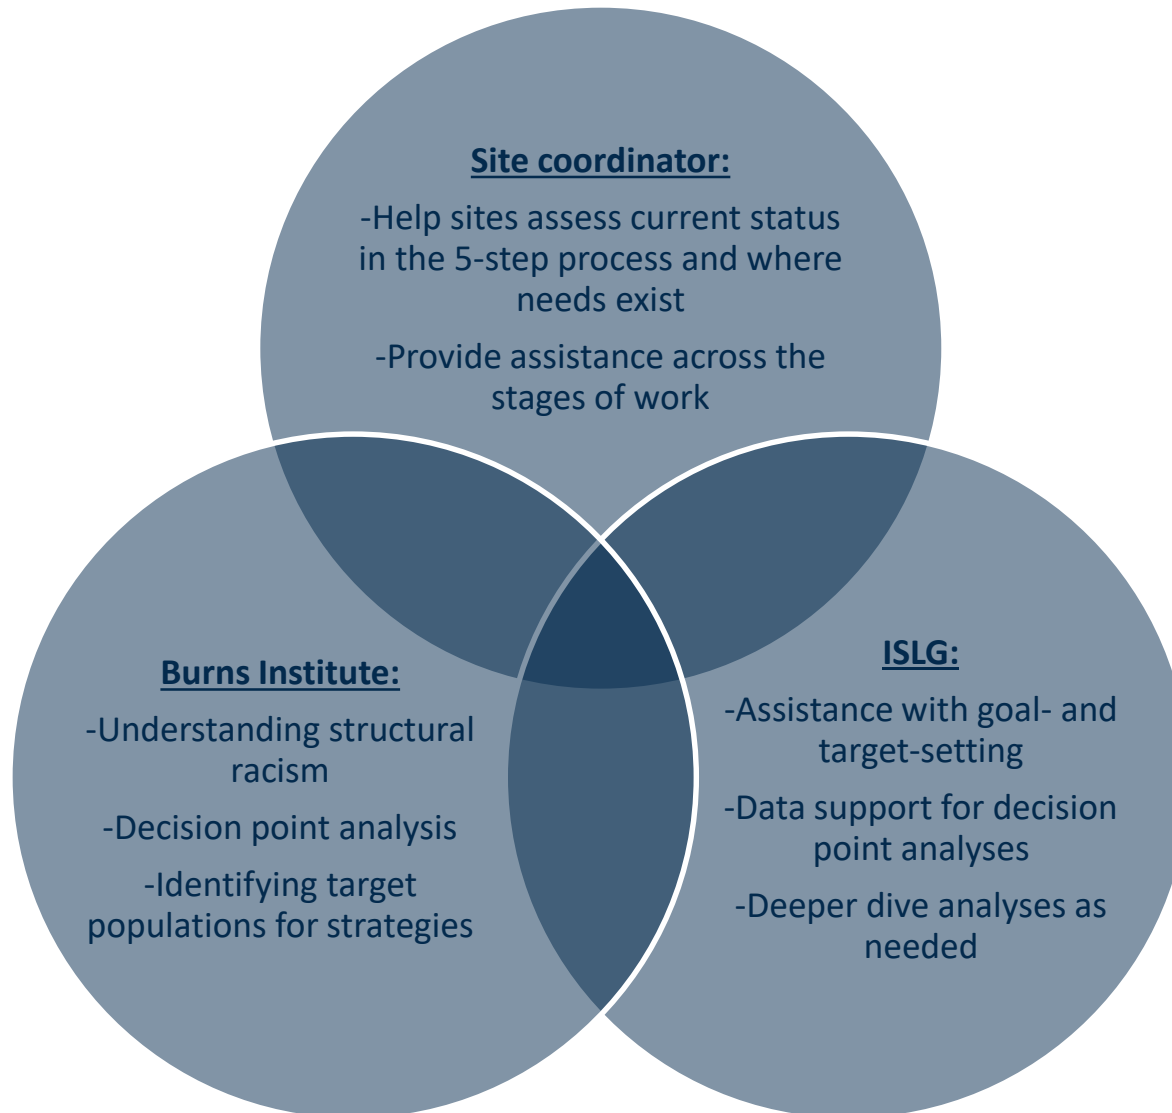 Site coordinator:
-Help sites assess current status
in the 5-step process and where
needs exist
-Provide assistance across the
stages of work
Burns Institute:
-Understanding structural
racism
-Decision point analysis
-Identifying target
populations for strategies
ISLG:
-Assistance with goal- and
target-setting
-Data support for decision
point analyses
-Deeper dive analyses as
needed